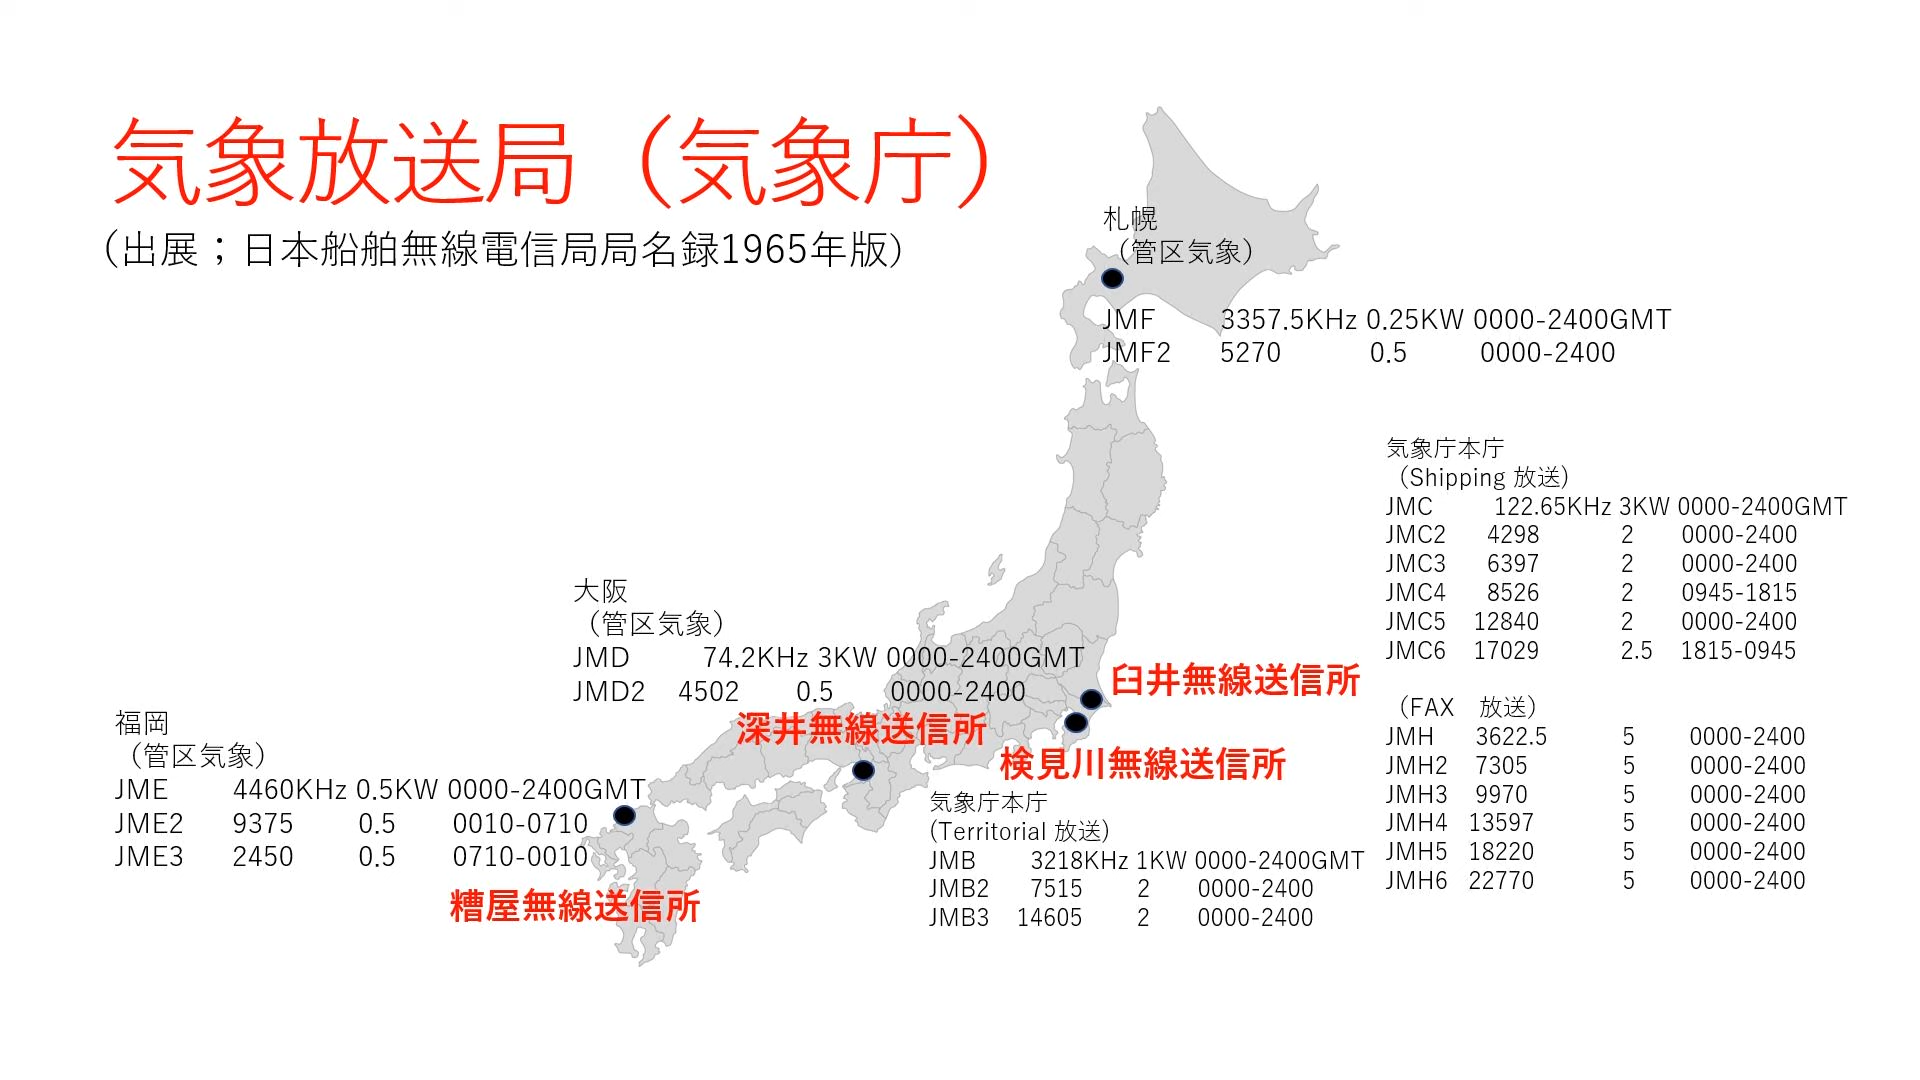 気象放送局（気象庁）
（出展；日本船舶無線電信局局名録1965年版）
札幌
（管区気象）
JMF 3357.5KHz 0.25KW 0000-2400GMT
JMF2 5270 0.5 0000-2400
気象庁本庁
（Shipping 放送）
JMC 122.65KHz 3KW 0000-2400GMT
JMC2 4298 2 0000-2400
JMC3 6397 2 0000-2400
JMC4 8526 2 0945-1815
JMC5 12840 2 0000-2400
JMC6 17029 2.5 1815-0945
（FAX 放送）
JMH 3622.5 5 0000-2400
JMH2 7305 5 0000-2400
JMH3 9970 5 0000-2400
JMH4 13597 5 0000-2400
JMH5 18220 5 0000-2400
JMH6 22770 5 0000-2400
大阪
（管区気象）
JMD 74.2KHz 3KW 0000-2400GMT
JMD2 4502 0.5 0000-2400
臼井無線送信所
深井無線送信所
検見川無線送信所
福岡
（管区気象）
JME 4460KHz 0.5KW 0000-2400GMT
JME2 9375 0.5 0010-0710
JME3 2450 0.5 0710-0010
糟屋無線送信所
気象庁本庁
(Territorial 放送)
JMB 3218KHz 1KW 0000-2400GMT
JMB2 7515 2 0000-2400
JMB3 14605 2 0000-2400